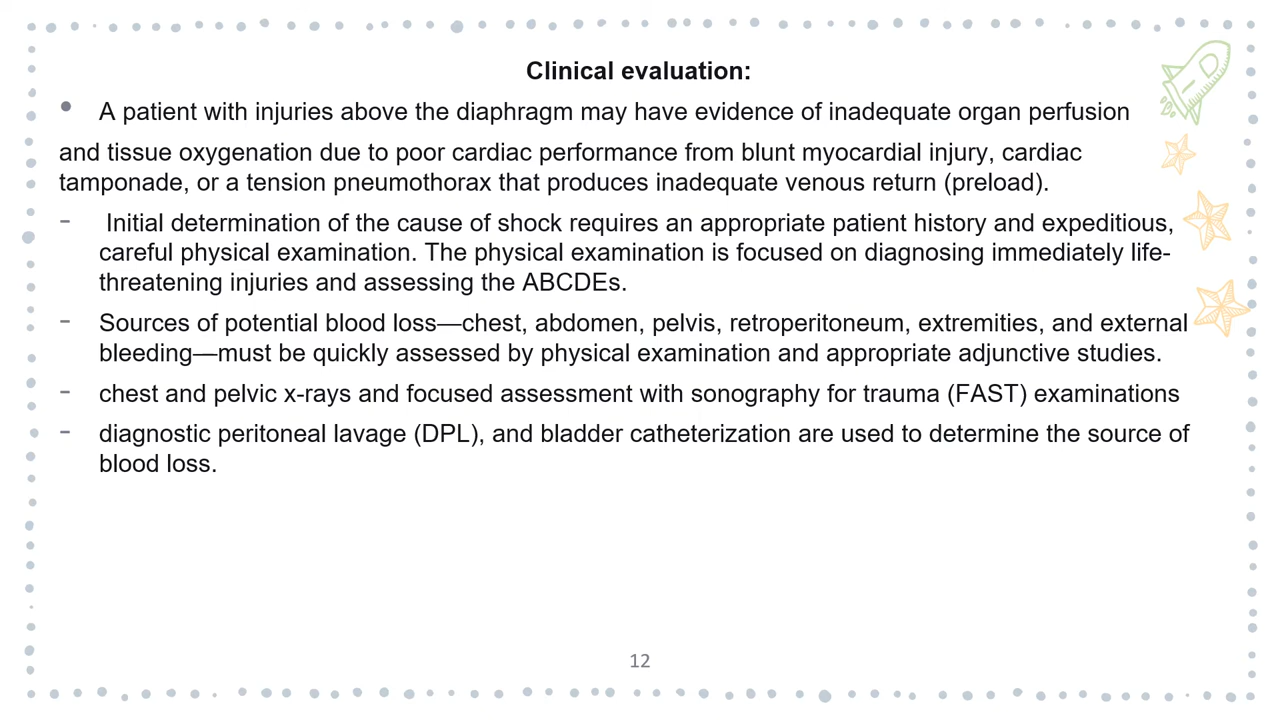 Clinical evaluation:
• A patient with injuries above the diaphragm may have evidence of inadequate organ perfusion
and tissue oxygenation due to poor cardiac performance from blunt myocardial injury, cardiac
tamponade, or a tension pneumothorax that produces inadequate venous return (preload).
- Initial determination of the cause of shock requires an appropriate patient history and expeditious,
careful physical examination. The physical examination is focused on diagnosing immediately life-
threatening injuries and assessing the ABCDEs.
- Sources of potential blood loss—chest, abdomen, pelvis, retroperitoneum, extremities, and external
bleeding—must be quickly assessed by physical examination and appropriate adjunctive studies.
- chest and pelvic x-rays and focused assessment with sonography for trauma (FAST) examinations
- diagnostic peritoneal lavage (DPL), and bladder catheterization are used to determine the source of
blood loss.
12